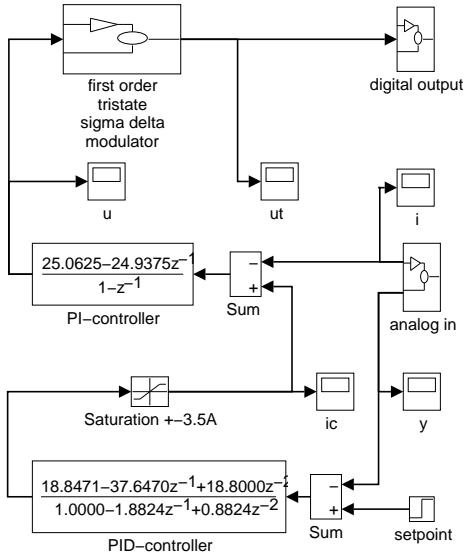 first order
tristate
sigma delta
modulator
digital output
u
ut
i
25.0625−24.9375z−1
1−z−1
PI−controller
−
+
Sum
analog in
Saturation +−3.5A
ic
y
18.8471−37.6470z−1+18.8000z−2
1.0000−1.8824z−1+0.8824z−2
PID−controller
−
+
Sum
setpoint